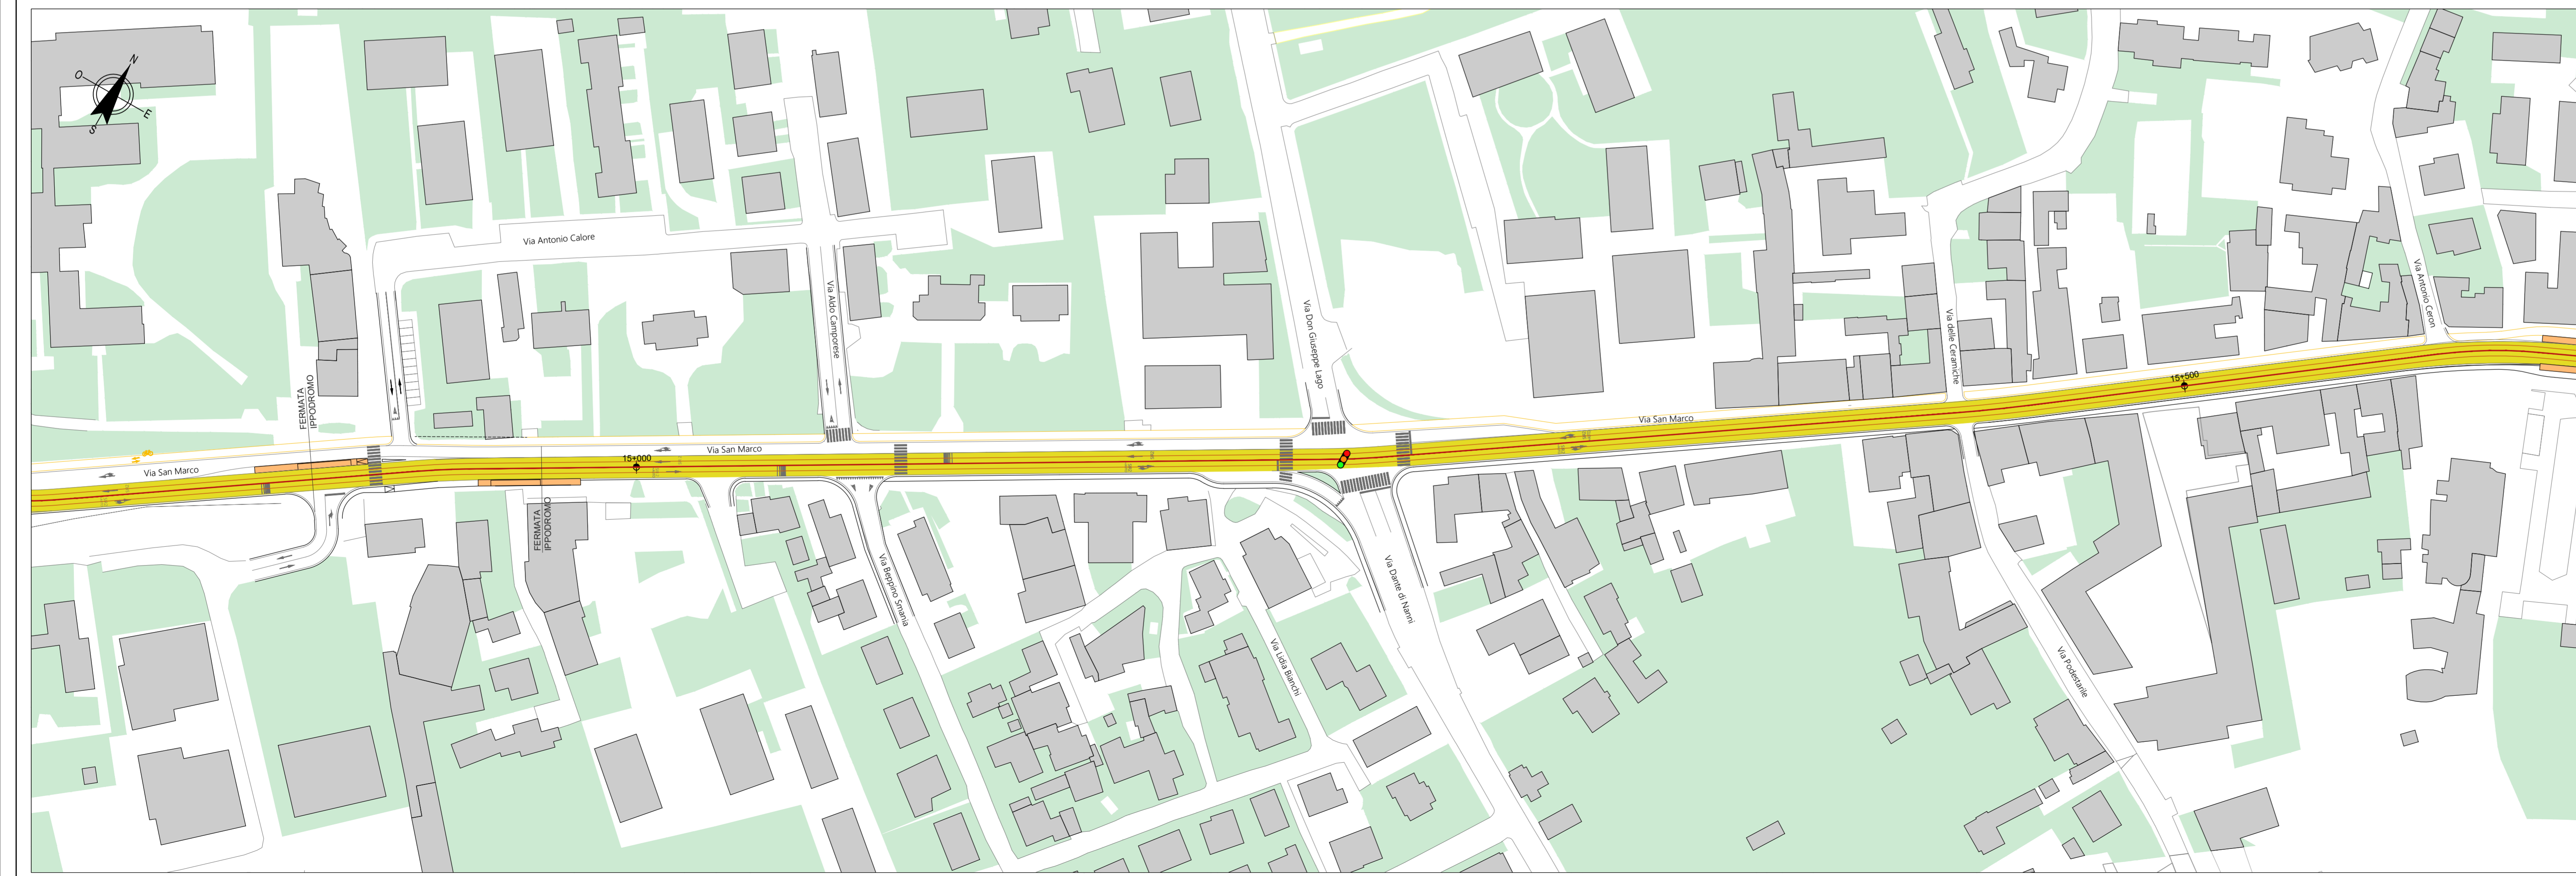 N
O
E
S
Via Antonio Calore
Via Aldo Camporese
Via Don Giuseppe Lago
Via delle Ceramiche
Via Antonio Ceron
FERMATA
IPPODROMO
15+500
Via San Marco
Via San Marco
15+000
Via San Marco
FERMATA
IPPODROMO
Via Beppino Smania
Via Dante di Nanni
Via Lidia Bianchi
Via Podestarile